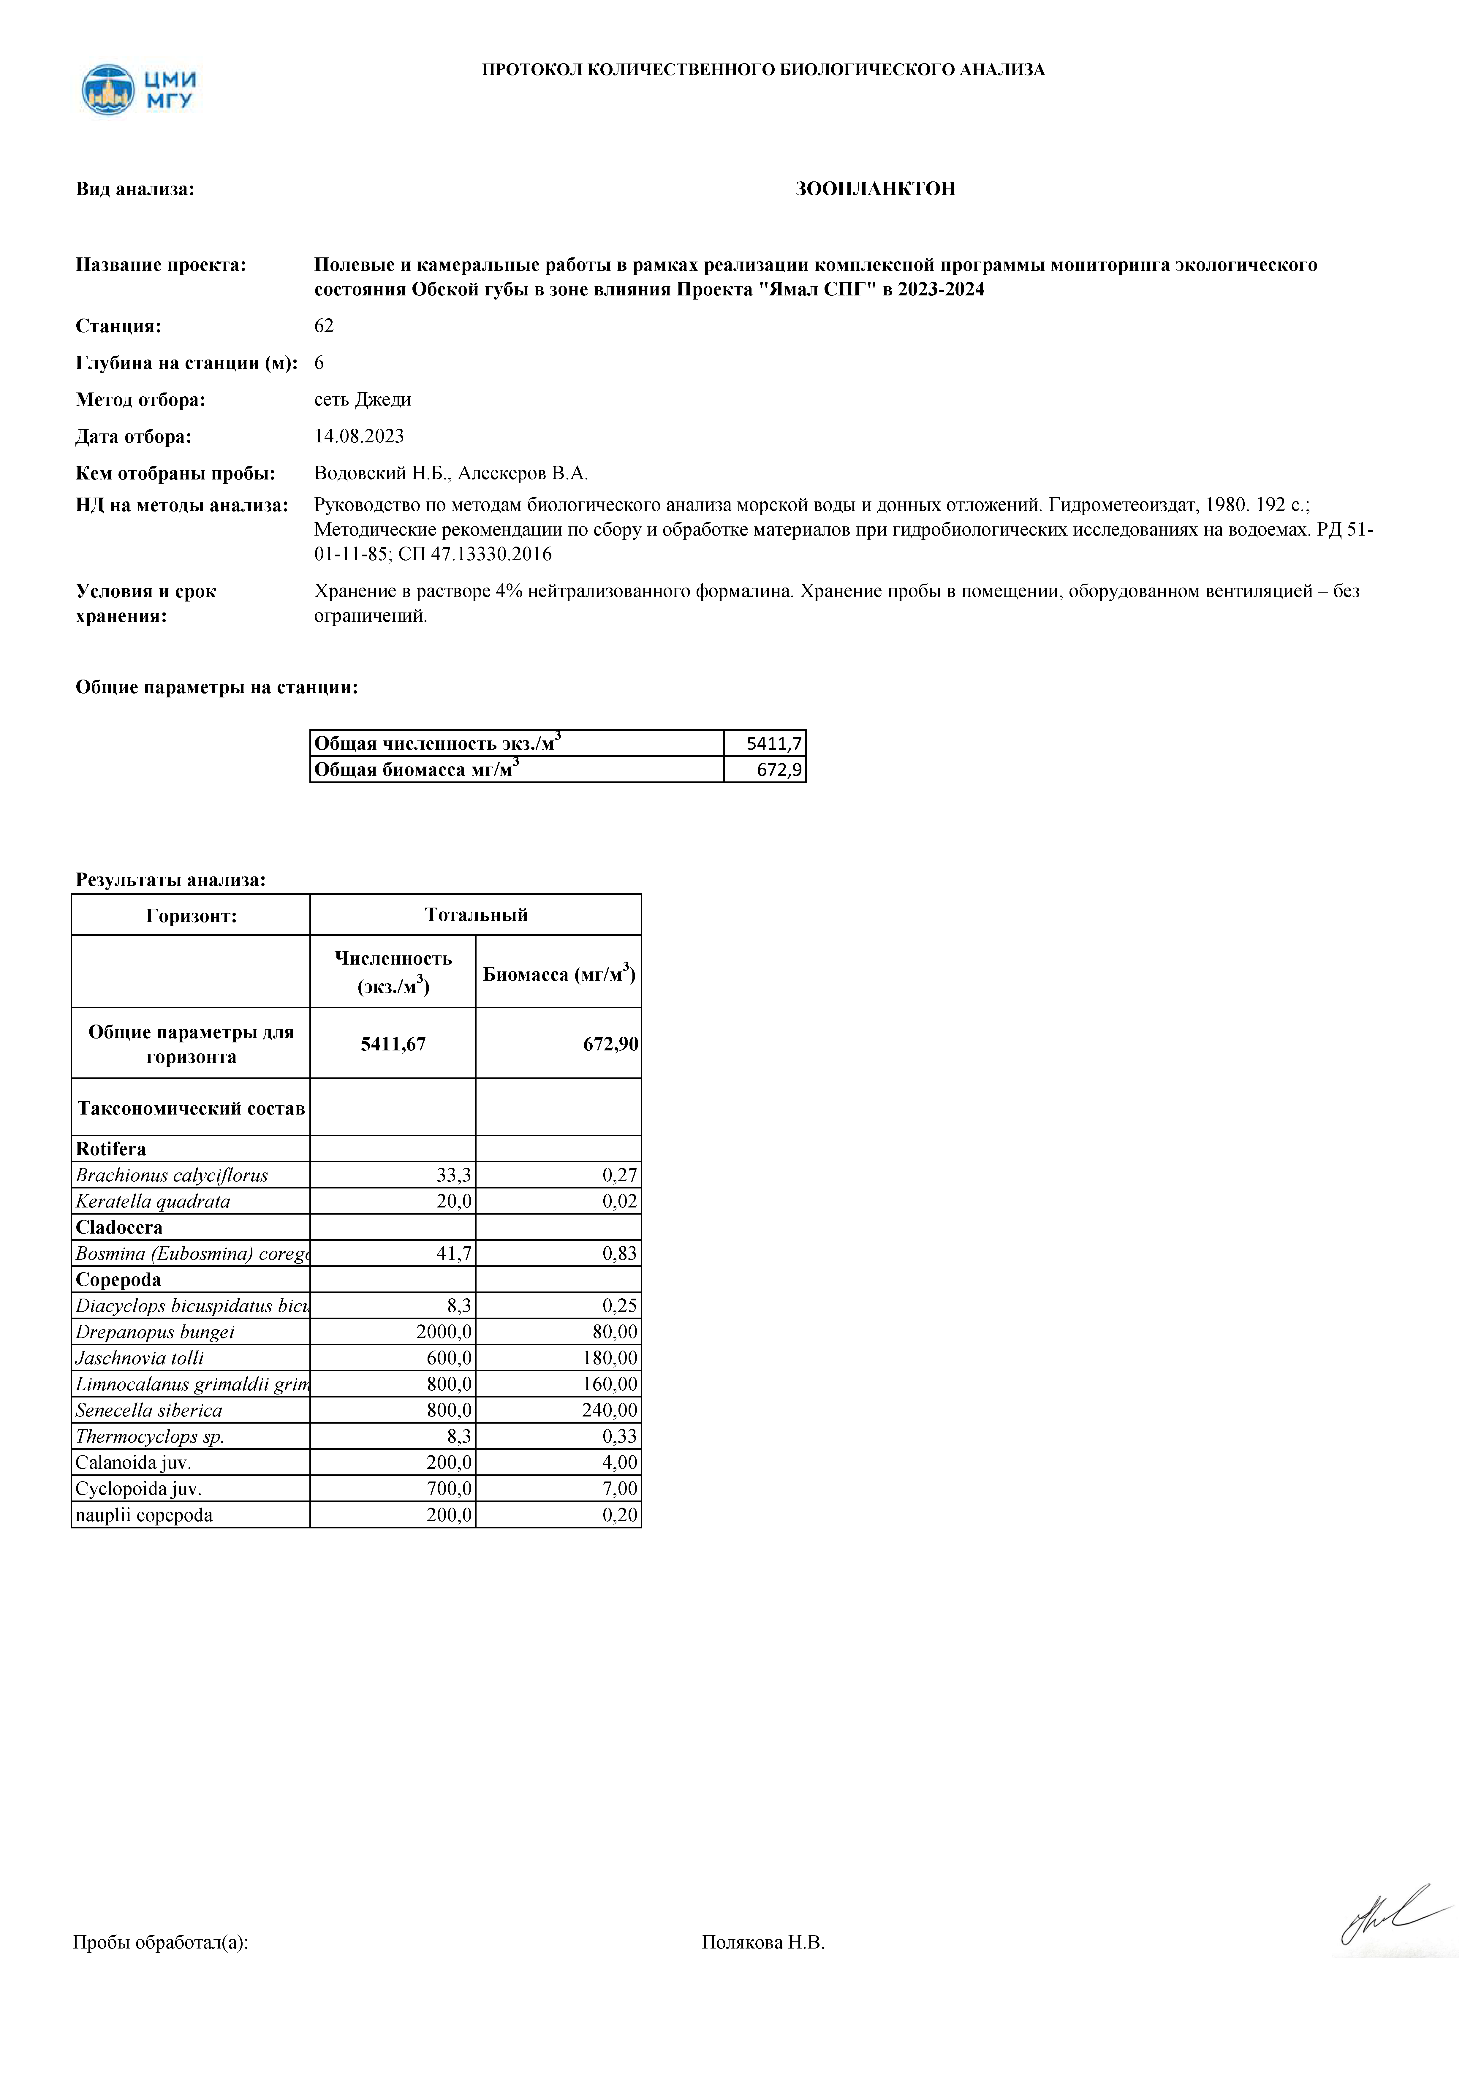 ЦМИ
МГУ
ПРОТОКОЛ КОЛИЧЕСТВЕННОГО БИОЛОГИЧЕСКОГО АНАЛИЗА
Вид анализа: ЗООПЛАНКТОН
Название проекта: Полевые и камеральные работы в рамках реализации комплексной программы мониторинга экологического
состояния Обской губы в зоне влияния Проекта "Ямал СПГ" в 2023-2024
Станция: 62
Глубина на станции (м): 6
Метод отбора: сеть Джеди
Дата отбора: 14.08.2023
Кем отобраны пробы: Водовский Н.Б., Алескеров В.А.
НД на методы анализа: Руководство по методам биологического анализа морской воды и донных отложений. Гидрометеоиздат, 1980. 192 с.;
Методические рекомендации по сбору и обработке материалов при гидробиологических исследованиях на водоемах. РД 51-
01-11-85; СП 47.13330.2016
Условия и срок Хранение в растворе 4% нейтрализованного формалина. Хранение пробы в помещении, оборудованном вентиляцией – без
хранения: ограничений.
Общие параметры на станции:
Общая численность экз./м³ 5411,7
Общая биомасса мг/м³ 672,9
Результаты анализа:
Горизонт: Тотальный
Численность
(экз./м³) Биомасса (мг/м³)
Общие параметры для
горизонта 5411,67 672,90
Таксономический состав
Rotifera
Brachionus calyciflorus 33,3 0,27
Keratella quadrata 20,0 0,02
Cladocera
Bosmina (Eubosmina) corego 41,7 0,83
Copepoda
Diacyclops bicuspidatus bicu 8,3 0,25
Drepanopus bungei 2000,0 80,00
Jaschnovia tolli 600,0 180,00
Limnocalanus grimaldii grim 800,0 160,00
Senecella siberica 800,0 240,00
Thermocyclops sp. 8,3 0,33
Calanoida juv. 200,0 4,00
Cyclopoida juv. 700,0 7,00
nauplii copepoda 200,0 0,20
Пробы обработал(а): Полякова Н.В.